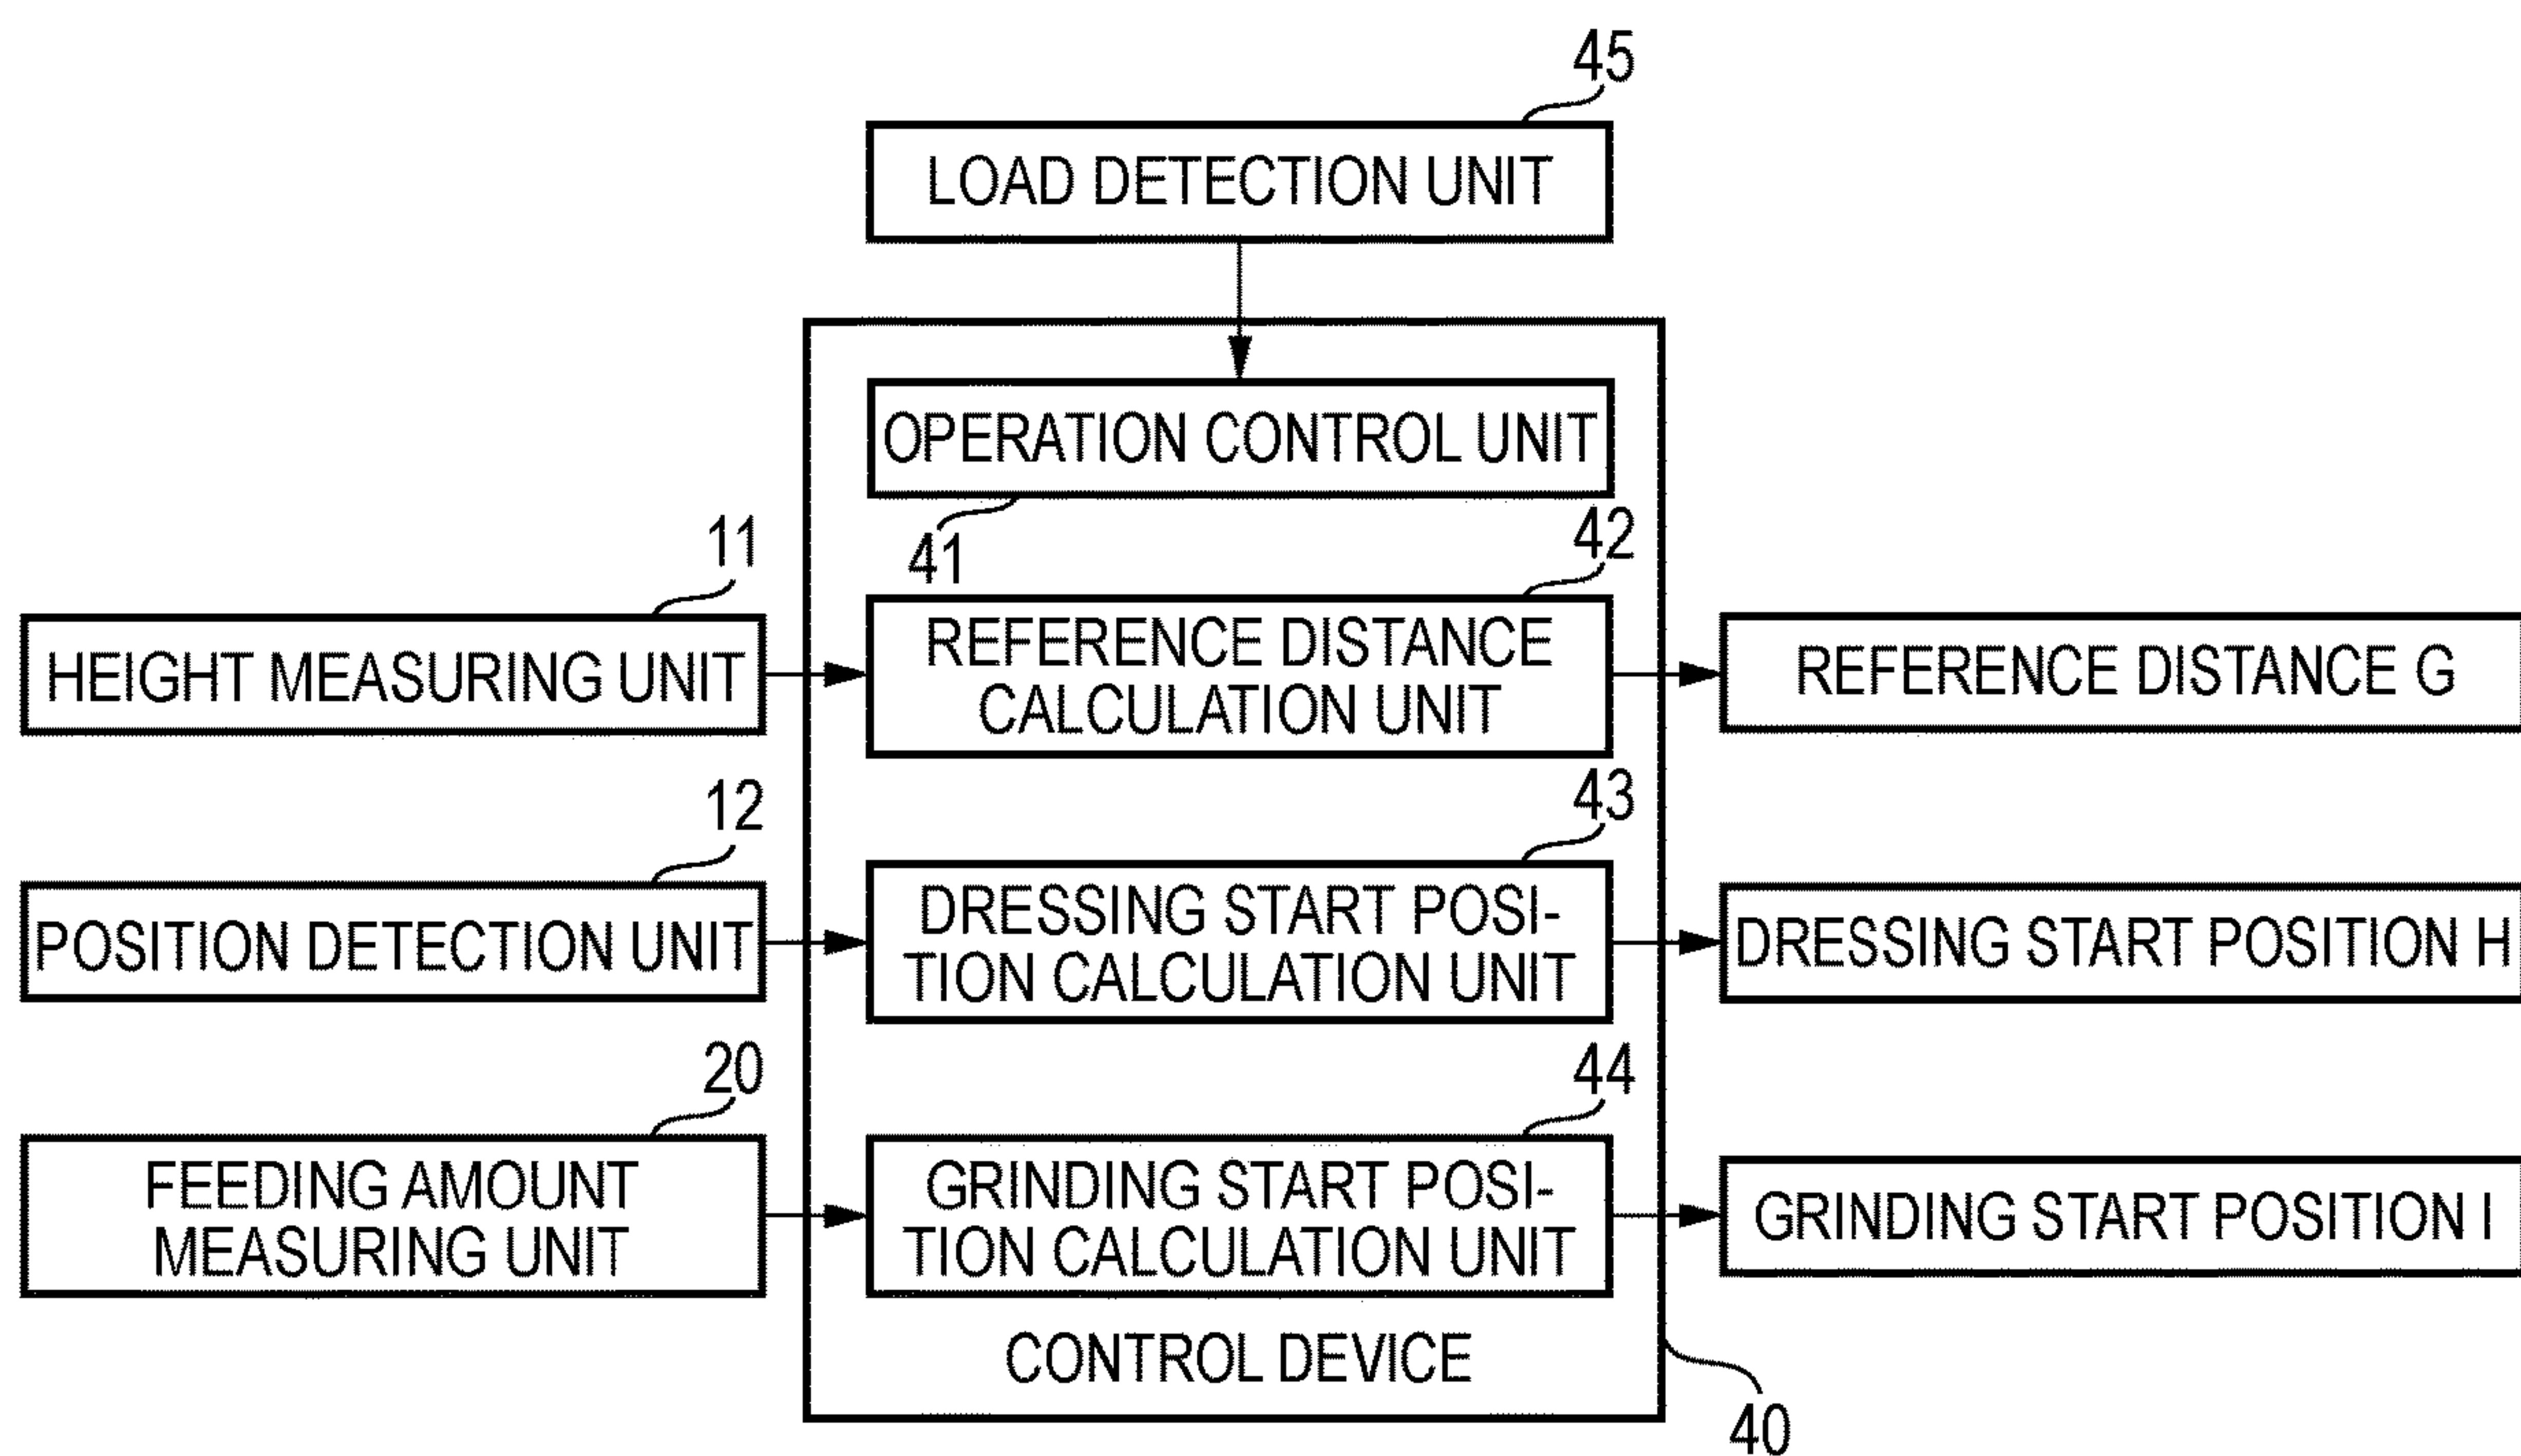 45
LOAD DETECTION UNIT
OPERATION CONTROL UNIT
41
11
HEIGHT MEASURING UNIT
42
REFERENCE DISTANCE
CALCULATION UNIT
REFERENCE DISTANCE G
12
POSITION DETECTION UNIT
43
DRESSING START POSI-
TION CALCULATION UNIT
DRESSING START POSITION H
20
FEEDING AMOUNT
MEASURING UNIT
44
GRINDING START POSI-
TION CALCULATION UNIT
GRINDING START POSITION I
CONTROL DEVICE
40